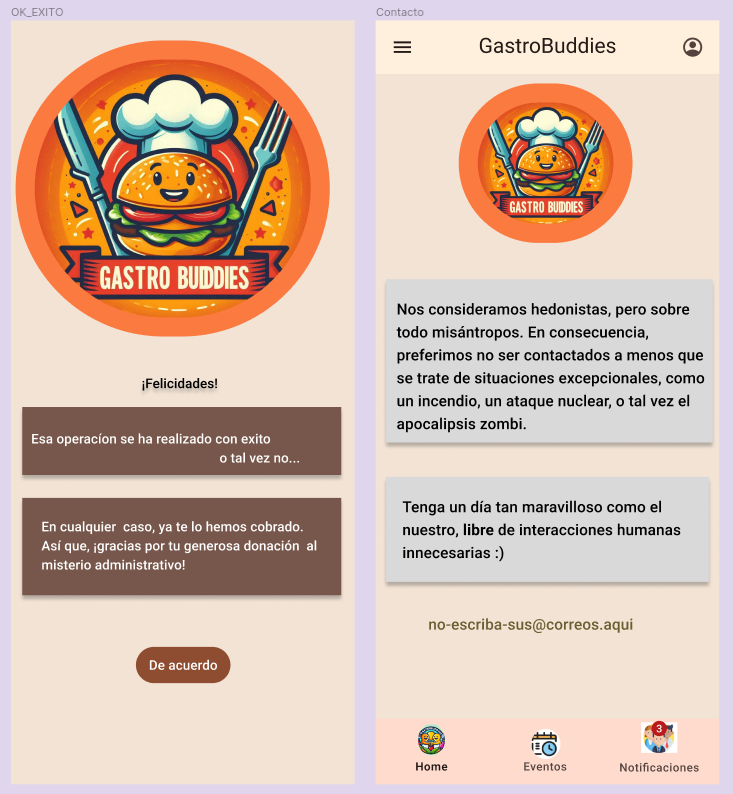 OK_EXITO
GASTRO BUDDIES
¡Felicidades!
Esa operacíon se ha realizado con exito
o tal vez no...
En cualquier caso, ya te lo hemos cobrado.
Así que, ¡gracias por tu generosa donación al
misterio administrativo!
De acuerdo
Contacto
GastroBuddies
GASTRO BUDDIES
Nos consideramos hedonistas, pero sobre
todo misántropos. En consecuencia,
preferimos no ser contactados a menos que
se trate de situaciones excepcionales, como
un incendio, un ataque nuclear, o tal vez el
apocalipsis zombi.
Tenga un día tan maravilloso como el
nuestro, libre de interacciones humanas
innecesarias :)
no-escriba-sus@correos.aqui
3
Home
Eventos
Notificaciones